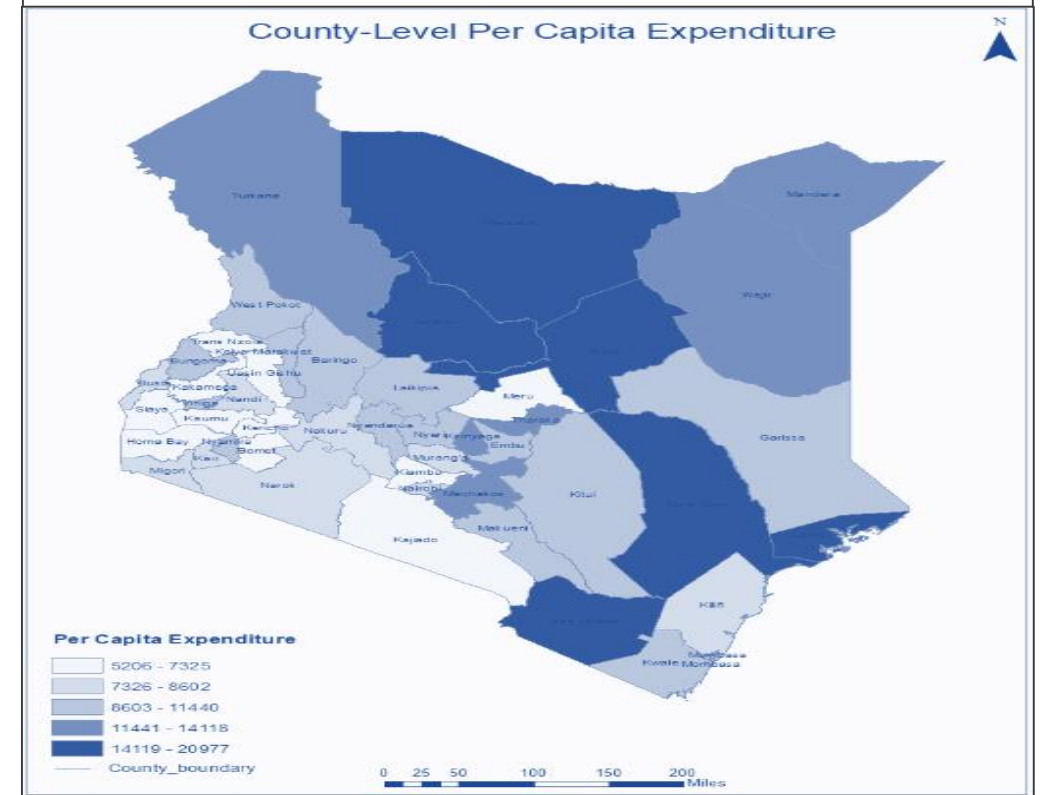 County-Level Per Capita Expenditure
N
Turkana
Mandera
Wajir
West Pokot
Trans Nzoia
Bungoma
Baringo
Uasin Gishu
Busia
Kakamega
Laikipia
Nandi
Meru
Siaya
Kericho
Nakuru
Nyandarua
Tharaka
Garissa
Embu
Homa Bay
Nyamira
Bomet
Murang'a
Kisii
Kiambu
Migori
Narok
Nairobi
Machakos
Kitui
Makueni
Kajiado
Kilifi
Kwale
Mombasa
Mombasa
Per Capita Expenditure
5206 - 7325
7326 - 8602
8603 - 11440
11441 - 14118
14119 - 20977
County_boundary
0 25 50 100 150 200
Miles